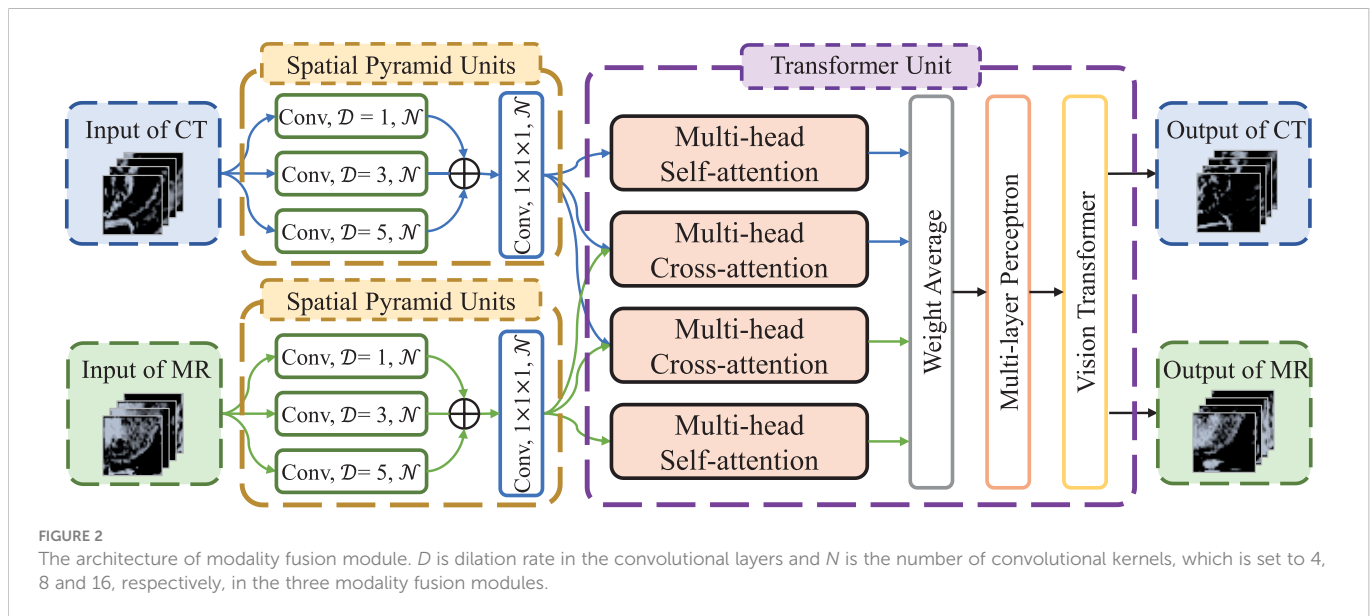 Spatial Pyramid Units
Transformer Unit
Input of CT
Conv, 𝒟 = 1, 𝒩
Conv, 𝒟= 3, 𝒩
Conv, 𝒟= 5, 𝒩
Conv, 1×1×1, 𝒩
Multi-head
Self-attention
Multi-head
Cross-attention
Multi-head
Cross-attention
Multi-head
Self-attention
Weight Average
Multi-layer Perceptron
Vision Transformer
Output of CT
Spatial Pyramid Units
Input of MR
Conv, 𝒟= 1, 𝒩
Conv, 𝒟= 3, 𝒩
Conv, 𝒟= 5, 𝒩
Conv, 1×1×1, 𝒩
Output of MR
FIGURE 2
The architecture of modality fusion module. D is dilation rate in the convolutional layers and N is the number of convolutional kernels, which is set to 4,
8 and 16, respectively, in the three modality fusion modules.